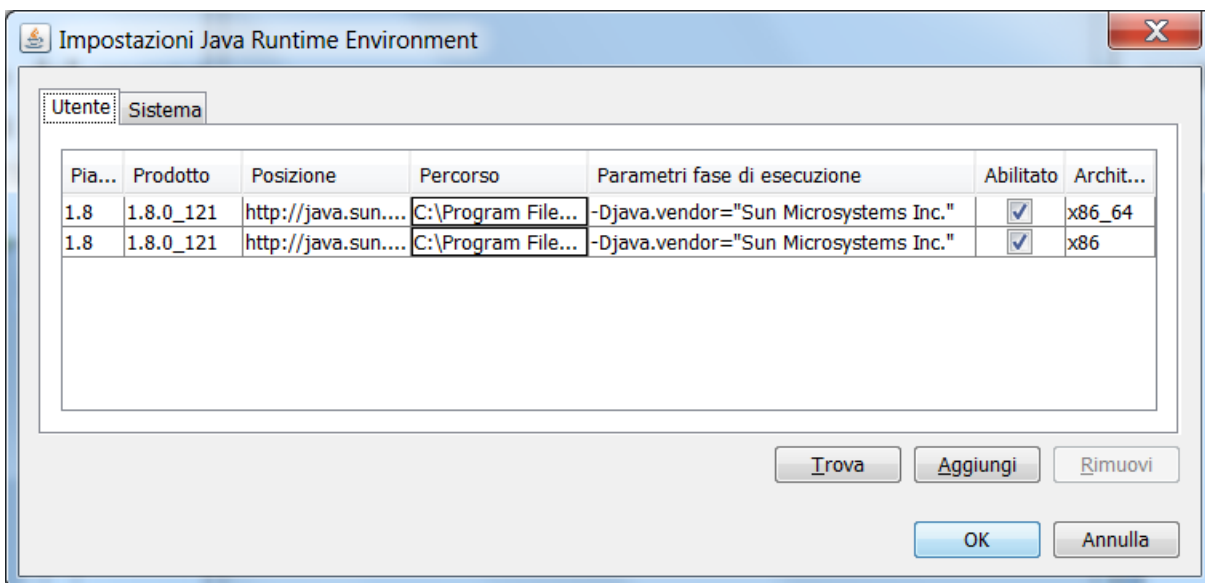 Impostazioni Java Runtime Environment
Utente Sistema
Pia... Prodotto Posizione Percorso Parametri fase di esecuzione Abilitato Archit...
1.8 1.8.0_121 http://java.sun.... C:\Program File... -Djava.vendor="Sun Microsystems Inc." x86_64
1.8 1.8.0_121 http://java.sun.... C:\Program File... -Djava.vendor="Sun Microsystems Inc." x86
Trova Aggiungi Rimuovi
OK Annulla